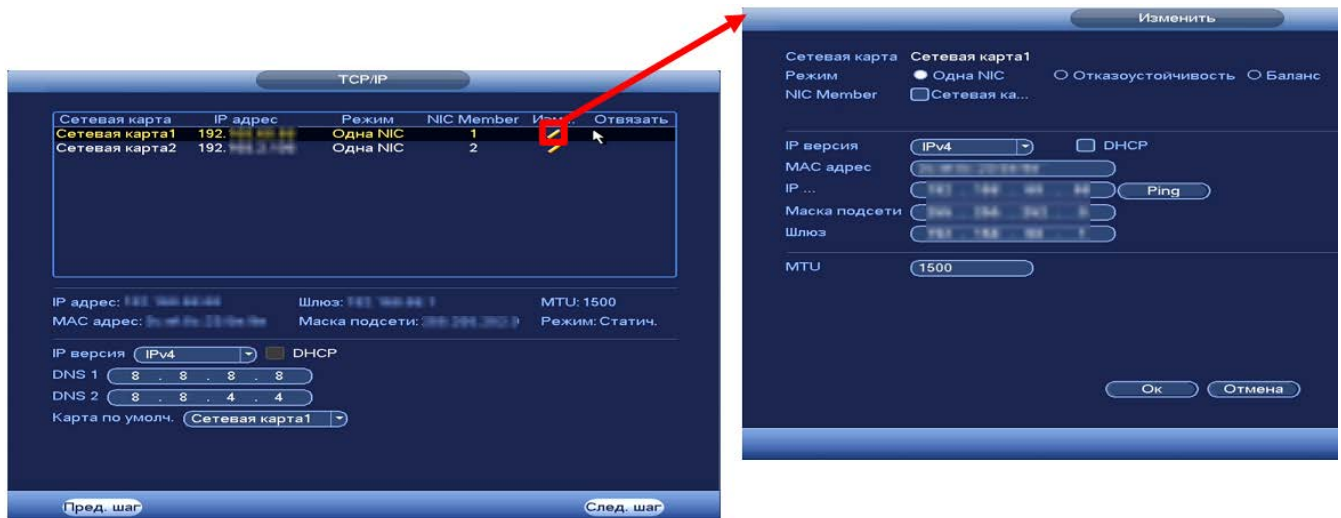 TCP/IP
Сетевая карта IP адрес Режим NIC Member Изм... Отвязать
Сетевая карта1 192. Одна NIC 1
Сетевая карта2 192. Одна NIC 2
IP адрес: Шлюз: MTU: 1500
MAC адрес: Маска подсети: Режим: Статич.
IP версия IPv4 DHCP
DNS 1 8 . 8 . 8 . 8
DNS 2 8 . 8 . 4 . 4
Карта по умолч. Сетевая карта1
Пред. шаг След. шаг
Изменить
Сетевая карта Сетевая карта1
Режим Одна NIC Отказоустойчивость Баланс
NIC Member Сетевая ка...
IP версия IPv4 DHCP
MAC адрес
IP ... Ping
Маска подсети
Шлюз
MTU 1500
Ок Отмена